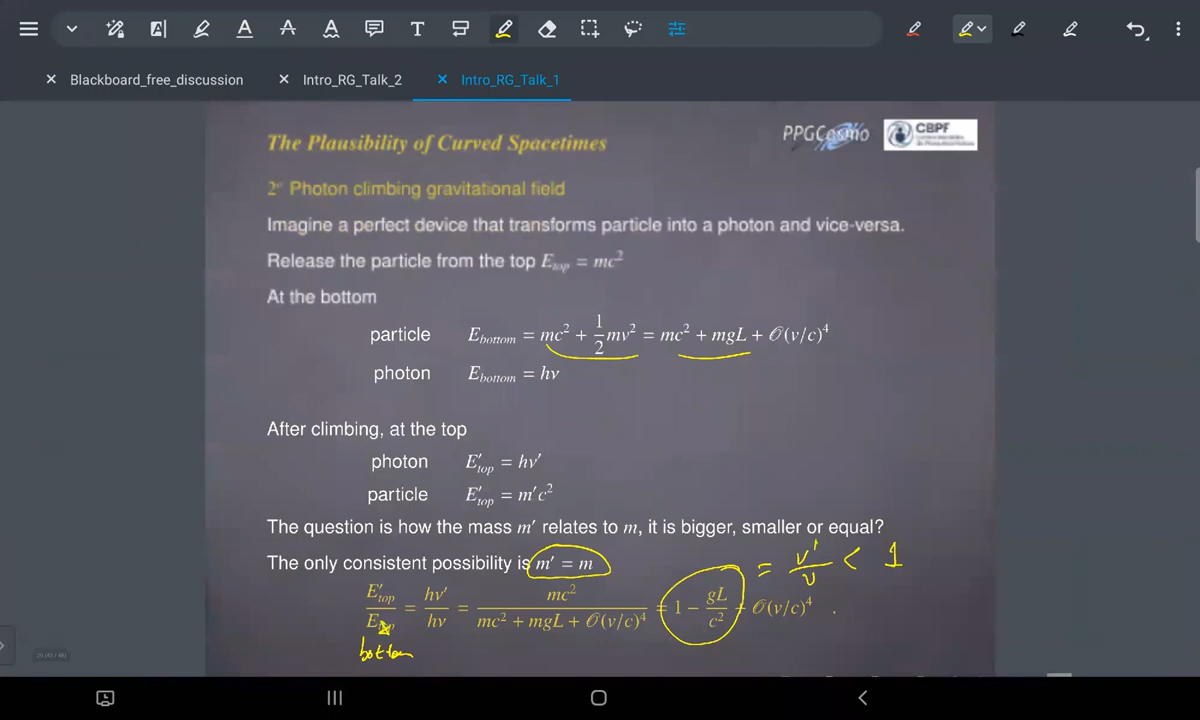 Blackboard_free_discussion Intro_RG_Talk_2 Intro_RG_Talk_1
The Plausibility of Curved Spacetimes
PPGCosmo CBPF
Photon climbing gravitational field
Imagine a perfect device that transforms particle into a photon and vice-versa.
Release the particle from the top E_top = mc²
At the bottom
particle E_bottom = mc² + 1/2 mv² = mc² + mgL + 𝒪(v/c)⁴
photon E_bottom = hν
After climbing, at the top
photon E′_top = hν′
particle E′_top = m′c²
The question is how the mass m′ relates to m, it is bigger, smaller or equal?
The only consistent possibility is m′ = m
= ν′/ν < 1
E′_top/E = hν′/hν = mc²/(mc² + mgL + 𝒪(v/c)⁴) = 1 − gL/c² + 𝒪(v/c)⁴ .
bottom